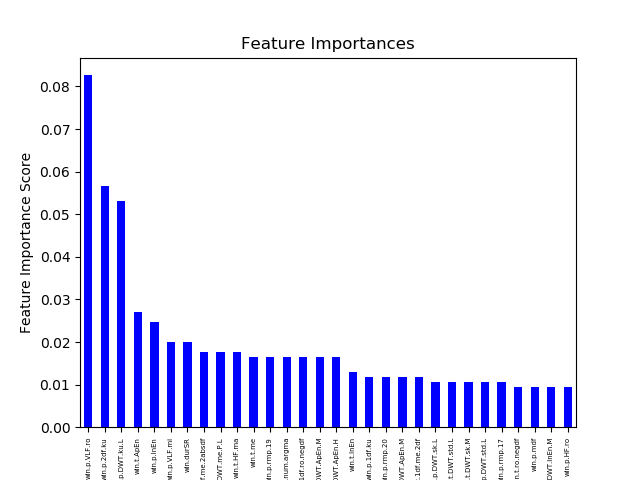 Feature Importances
Feature Importance Score
0.08
0.07
0.06
0.05
0.04
0.03
0.02
0.01
0.00
win.p.VLF.ro
win.p.2df.ku
.p.DWT.ku.L
win.t.ApEn
win.p.InEn
win.p.VLF.mi
win.durSR
f.me.2absdf
DWT.me.P.L
win.t.HF.ma
win.t.me
win.p.rmp.19
.num.argma
1df.ro.negdf
DWT.ApEn.M
DWT.ApEn.H
win.t.InEn
win.p.1df.ku
win.p.rmp.20
DWT.ApEn.M
.1df.me.2df
p.DWT.sk.L
t.DWT.std.L
t.DWT.sk.M
p.DWT.std.L
win.p.rmp.17
n.t.ro.negdf
win.p.mdf
DWT.InEn.M
win.p.HF.ro